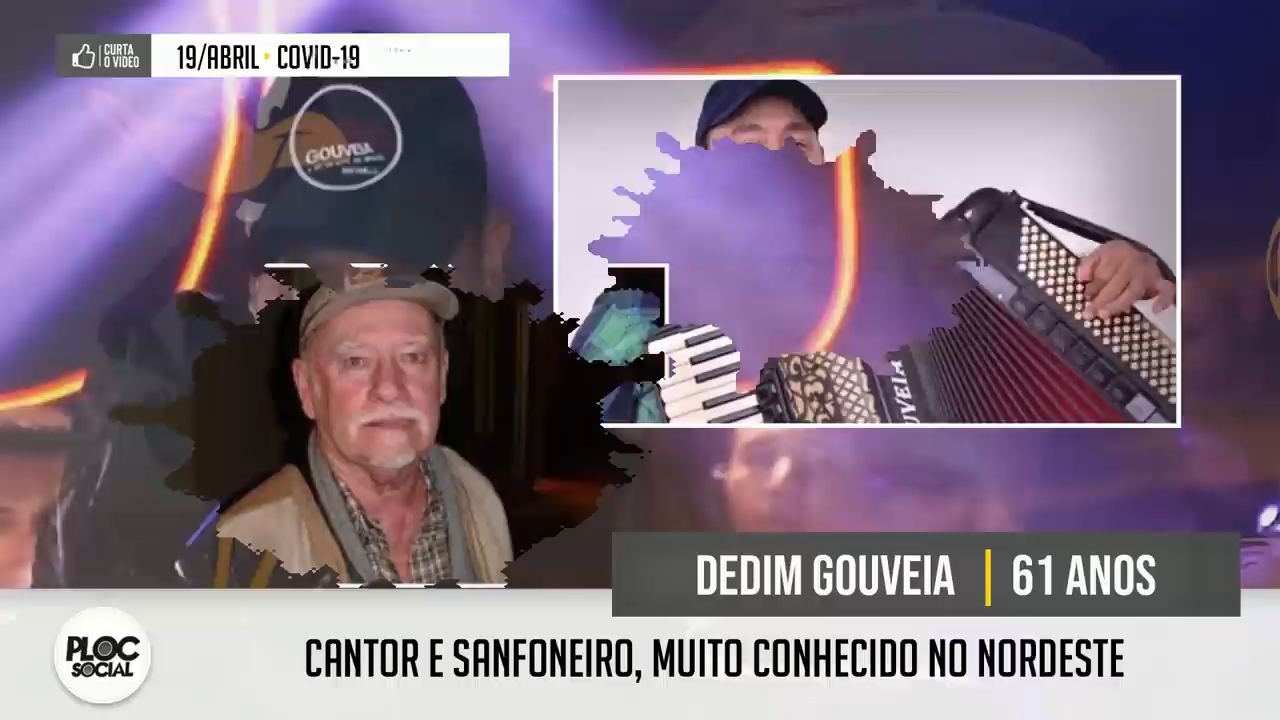 CURTA
O VÍDEO
19/ABRIL • COVID-19
GOUVEIA
UVEIA
DEDIM GOUVEIA | 61 ANOS
PLOC
SOCIAL
CANTOR E SANFONEIRO, MUITO CONHECIDO NO NORDESTE